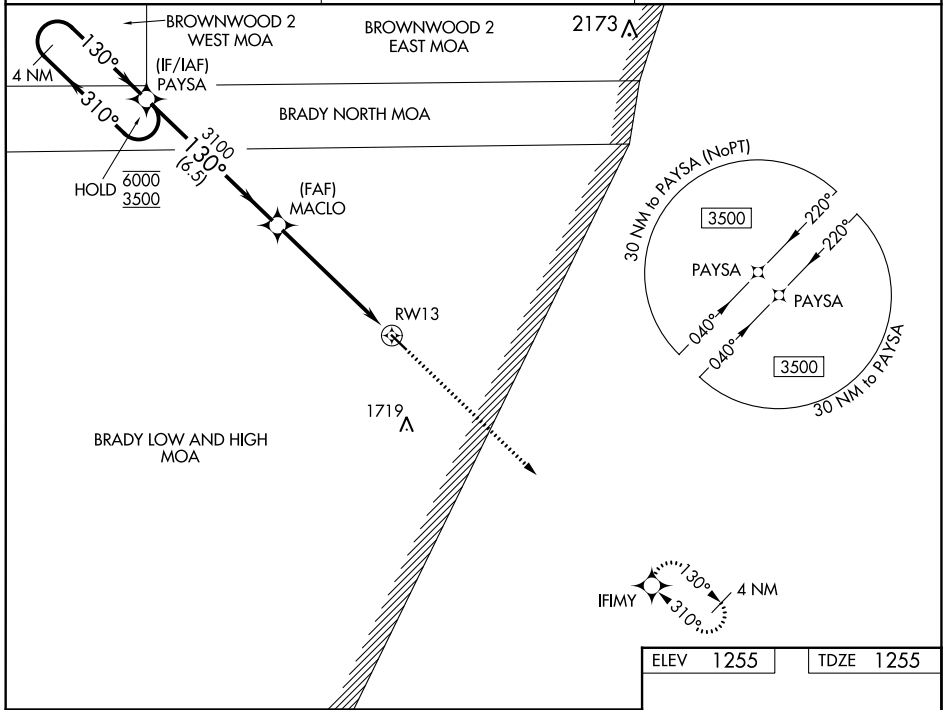 BROWNWOOD 2
WEST MOA
BROWNWOOD 2
EAST MOA
2173
130°
4 NM
(IF/IAF)
PAYSA
310°
BRADY NORTH MOA
3100
130°
(6.5)
HOLD 6000
3500
(FAF)
MACLO
30 NM to PAYSA (NoPT)
3500
220°
220°
PAYSA
PAYSA
040°
040°
3500
30 NM to PAYSA
RW13
1719
BRADY LOW AND HIGH
MOA
IFIMY
130°
310°
4 NM
ELEV 1255
TDZE 1255